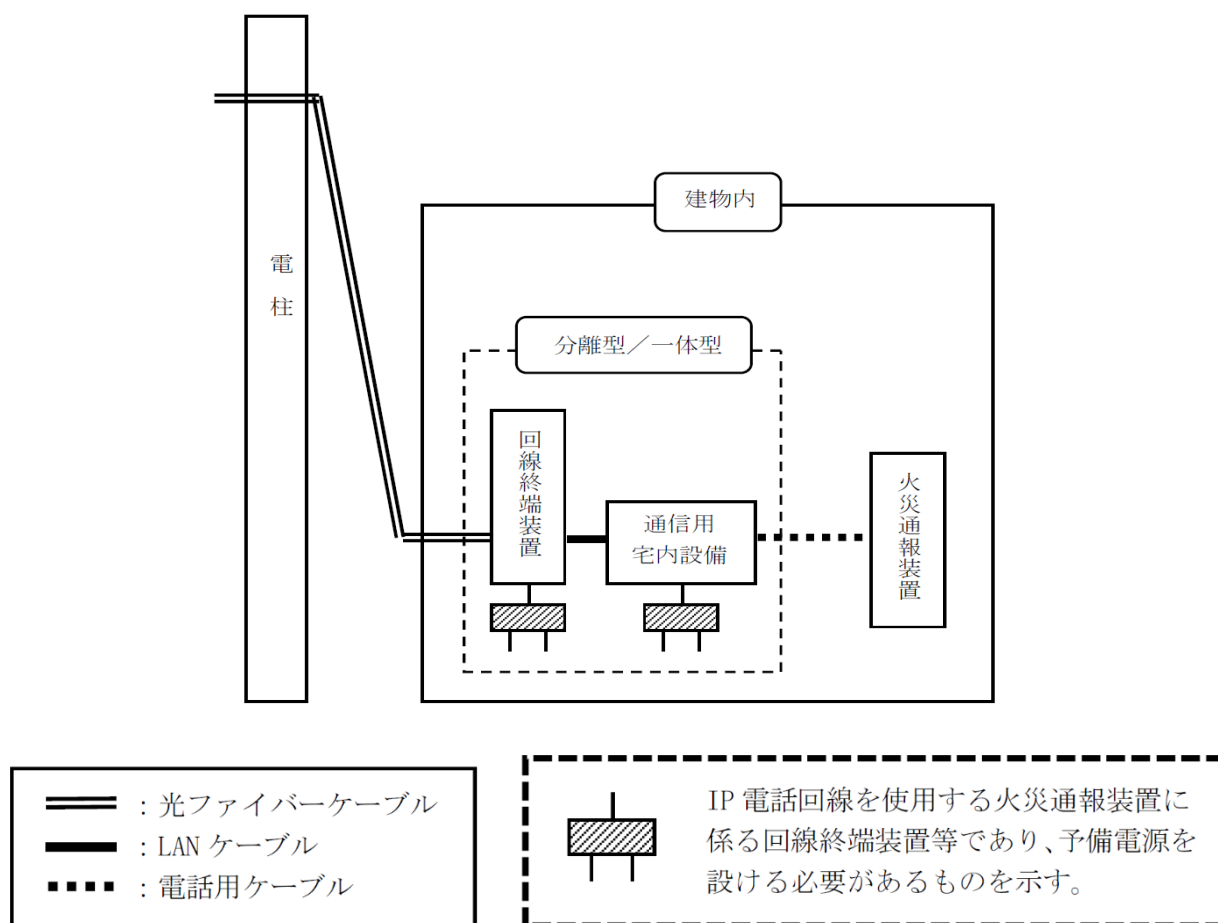 電柱
建物内
分離型／一体型
回線終端装置
通信用
宅内設備
火災通報装置
：光ファイバーケーブル
：LAN ケーブル
：電話用ケーブル
IP 電話回線を使用する火災通報装置に
係る回線終端装置等であり、予備電源を
設ける必要があるものを示す。